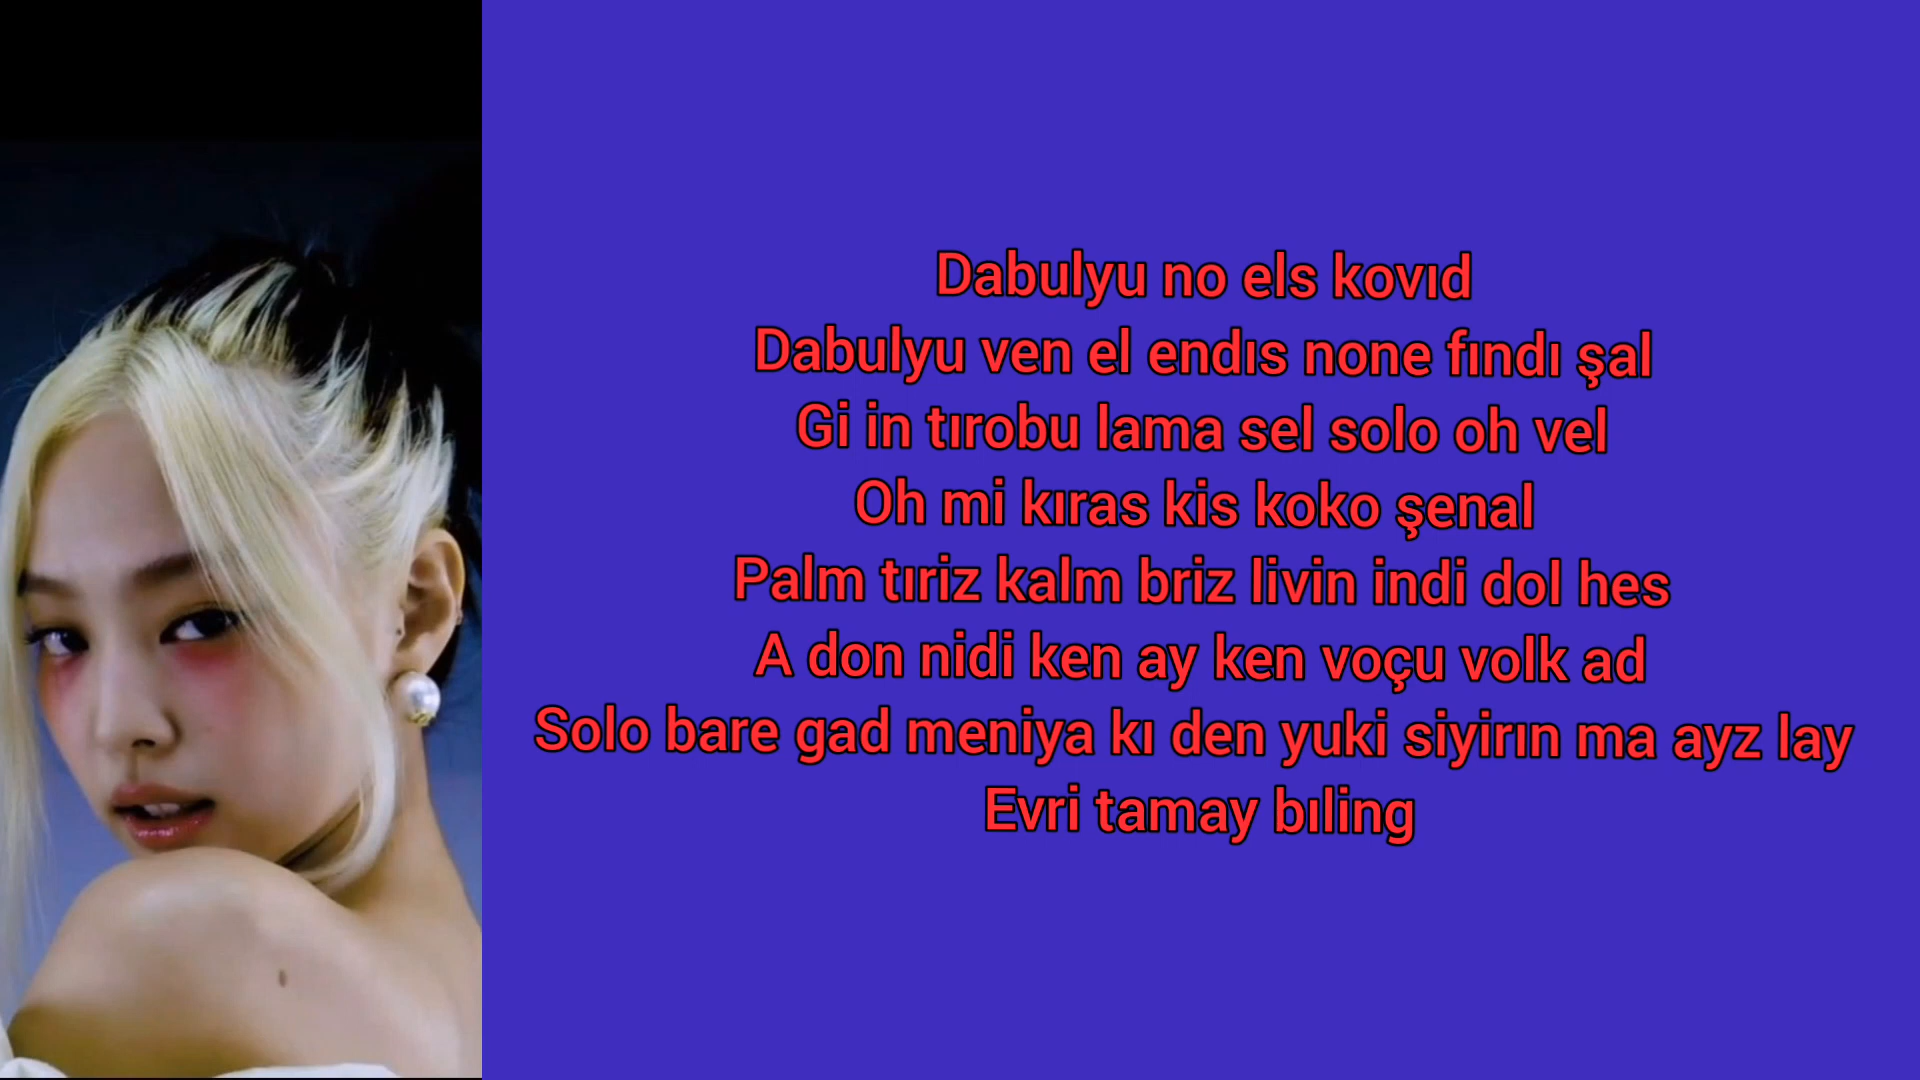 Dabulyu no els kovıd
Dabulyu ven el endıs none fındı şal
Gi in tırobu lama sel solo oh vel
Oh mi kıras kis koko şenal
Palm tıriz kalm briz livin indi dol hes
A don nidi ken ay ken voçu volk ad
Solo bare gad meniya kı den yuki siyirın ma ayz lay
Evri tamay bıling